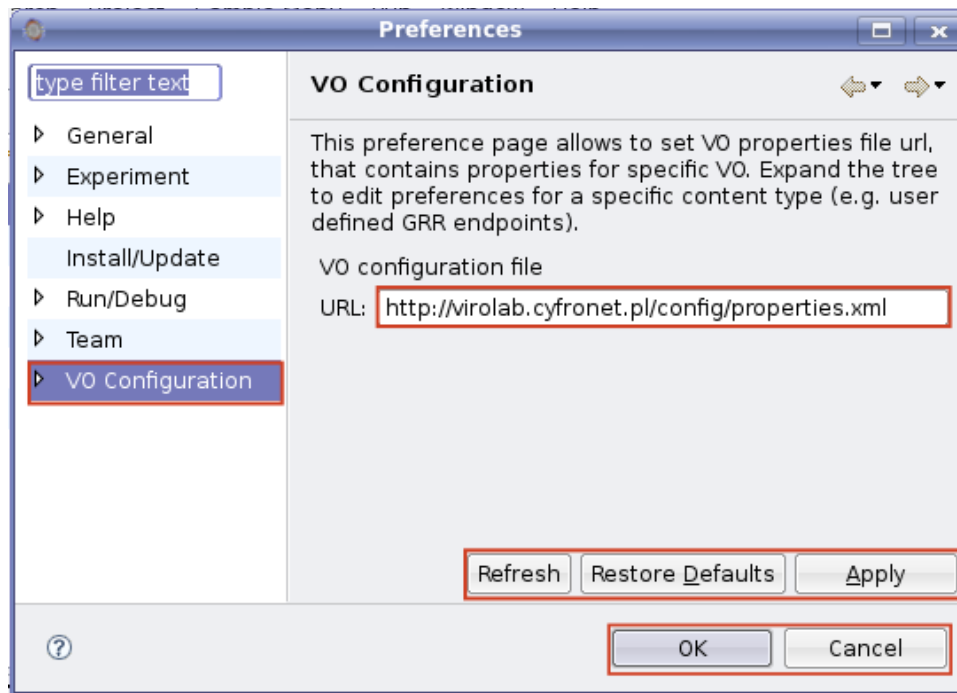 Preferences
type filter text
General
Experiment
Help
Install/Update
Run/Debug
Team
VO Configuration
VO Configuration
This preference page allows to set VO properties file url,
that contains properties for specific VO. Expand the tree
to edit preferences for a specific content type (e.g. user
defined GRR endpoints).
VO configuration file
URL: http://virolab.cyfronet.pl/config/properties.xml
Refresh Restore Defaults Apply
OK Cancel